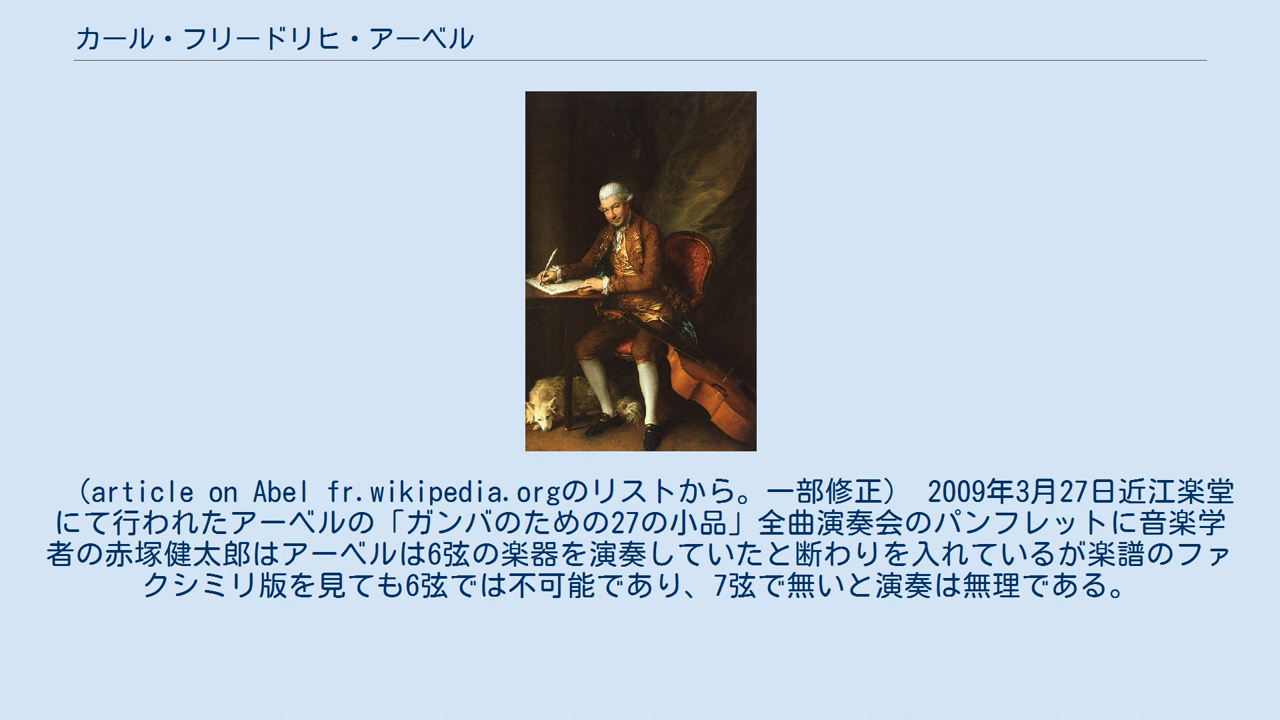 カール・フリードリヒ・アーベル
（article on Abel fr.wikipedia.orgのリストから。一部修正） 2009年3月27日近江楽堂
にて行われたアーベルの「ガンバのための27の小品」全曲演奏会のパンフレットに音楽学
者の赤塚健太郎はアーベルは6弦の楽器を演奏していたと断わりを入れているが楽譜のファ
クシミリ版を見ても6弦では不可能であり、7弦で無いと演奏は無理である。